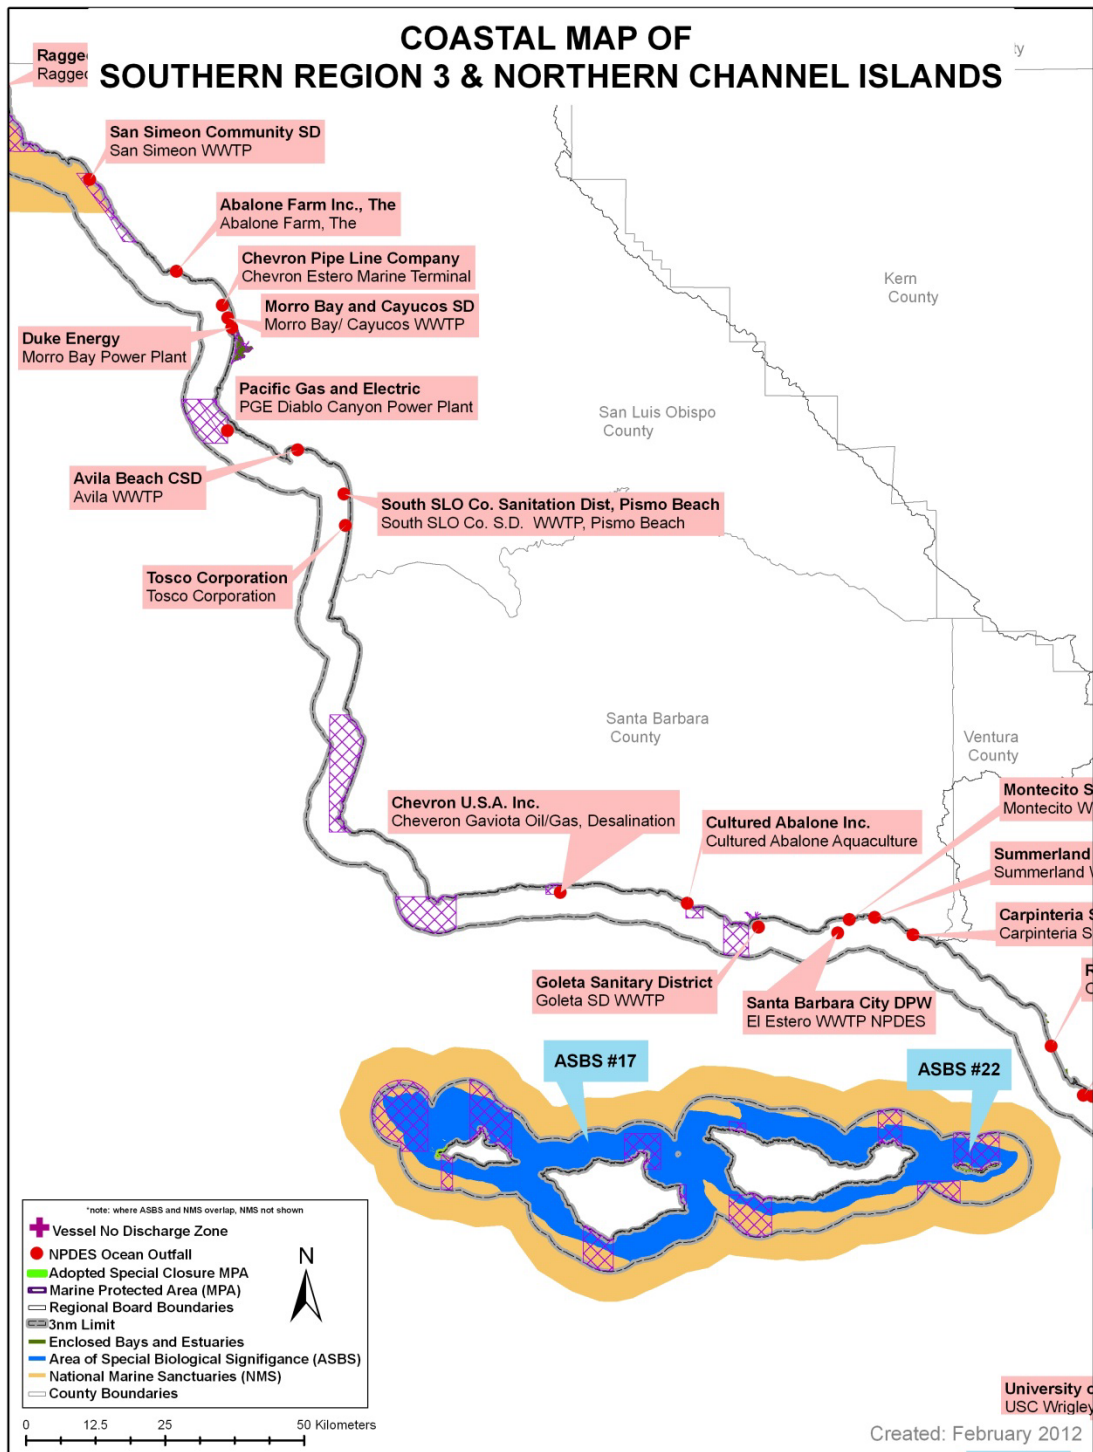 COASTAL MAP OF
SOUTHERN REGION 3 & NORTHERN CHANNEL ISLANDS
San Simeon Community SD
San Simeon WWTP
Abalone Farm Inc., The
Abalone Farm, The
Chevron Pipe Line Company
Chevron Estero Marine Terminal
Morro Bay and Cayucos SD
Morro Bay/ Cayucos WWTP
Duke Energy
Morro Bay Power Plant
Kern
County
Pacific Gas and Electric
PGE Diablo Canyon Power Plant
San Luis Obispo
County
Avila Beach CSD
Avila WWTP
South SLO Co. Sanitation Dist, Pismo Beach
South SLO Co. S.D. WWTP, Pismo Beach
Tosco Corporation
Tosco Corporation
Santa Barbara
County
Ventura
County
Chevron U.S.A. Inc.
Cheveron Gaviota Oil/Gas, Desalination
Cultured Abalone Inc.
Cultured Abalone Aquaculture
Montecito S
Montecito W
Summerland
Summerland W
Carpinteria S
Carpinteria S
Goleta Sanitary District
Goleta SD WWTP
Santa Barbara City DPW
El Estero WWTP NPDES
ASBS #17
ASBS #22
*note: where ASBS and NMS overlap, NMS not shown
Vessel No Discharge Zone
NPDES Ocean Outfall
Adopted Special Closure MPA
Marine Protected Area (MPA)
Regional Board Boundaries
3nm Limit
Enclosed Bays and Estuaries
Area of Special Biological Signifigance (ASBS)
National Marine Sanctuaries (NMS)
County Boundaries
N
0 12.5 25 50 Kilometers
University
USC Wrigley
Created: February 2012